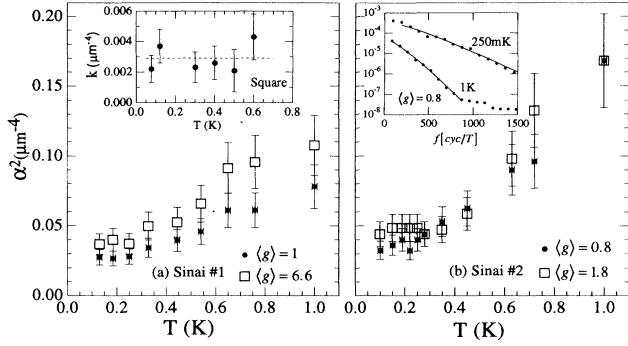 0.006
0.004
0.002
0.000
k (μm⁻⁴)
0.0 0.2 0.4 0.6 0.8
T (K)
Square
10⁻³
10⁻⁴
10⁻⁵
10⁻⁶
10⁻⁷
10⁻⁸
250mK
1K
⟨g⟩ = 0.8
0 500 1000 1500
f[cyc/T]
0.20
0.15
0.10
0.05
0.00
α²(μm⁻⁴)
⟨g⟩ = 1
(a) Sinai #1
⟨g⟩ = 6.6
⟨g⟩ = 0.8
(b) Sinai #2
⟨g⟩ = 1.8
0.0 0.2 0.4 0.6 0.8 1.0
0.0 0.2 0.4 0.6 0.8 1.0
T (K)
T (K)